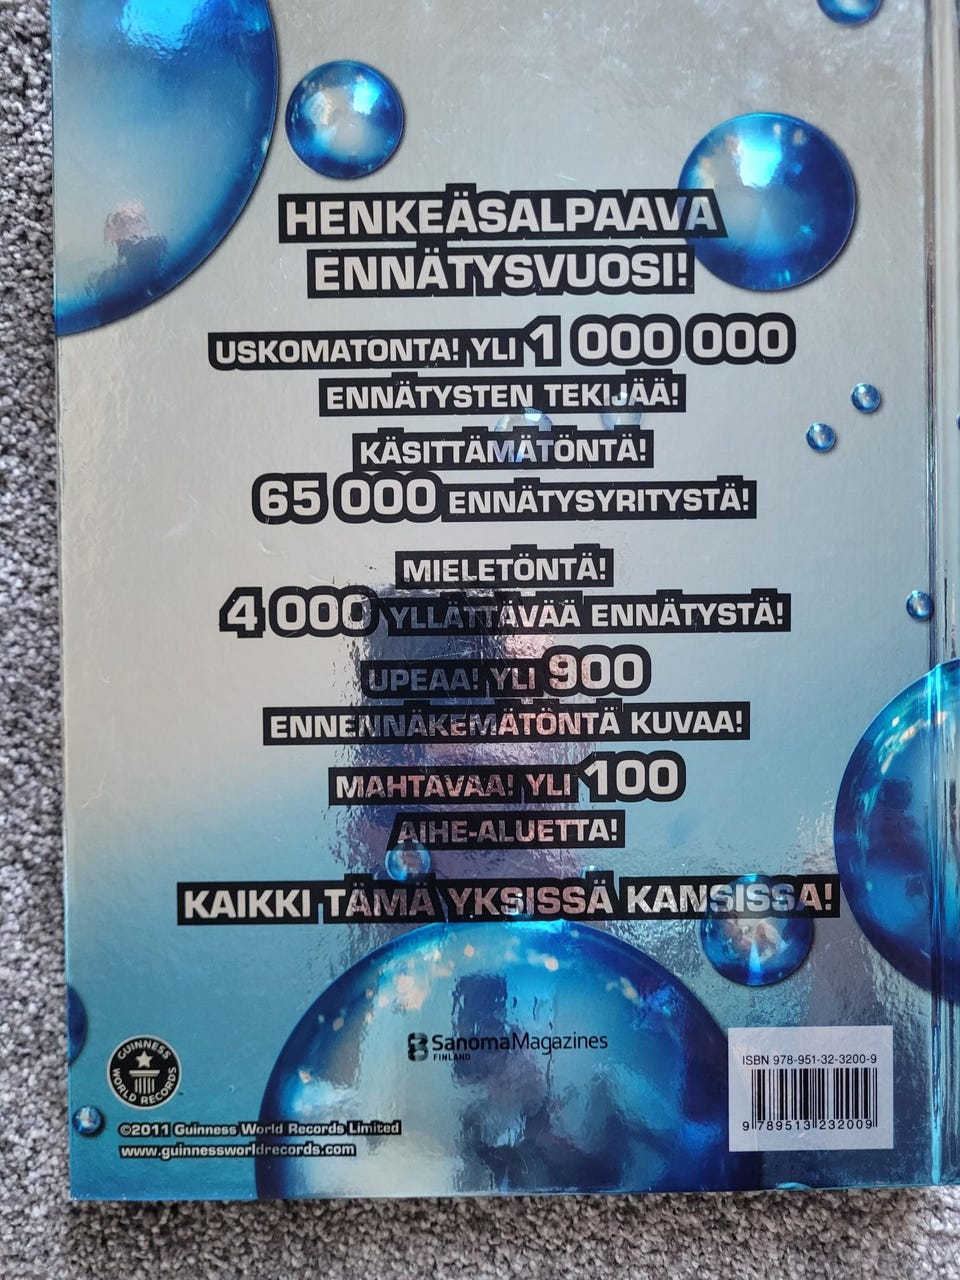 HENKEÄSALPAAVA
ENNÄTYSVUOSI!
USKOMATONTA! YLI 1 000 000
ENNÄTYSTEN TEKIJÄÄ!
KÄSITTÄMÄTÖNTÄ!
65 000 ENNÄTYSYRITYSTÄ!
MIELETÖNTÄ!
4 000 YLLÄTTÄVÄÄ ENNÄTYSTÄ!
UPEAA! YLI 900
ENNENNÄKEMÄTÖNTÄ KUVAA!
MAHTAVAA! YLI 100
AIHE-ALUETTA!
KAIKKI TÄMÄ YKSISSÄ KANSISSA!
GUINNESS
WORLD RECORDS
SanomaMagazines
FINLAND
©2011 Guinness World Records Limited
www.guinnessworldrecords.com
ISBN 978-951-32-3200-9
9 789513 232009